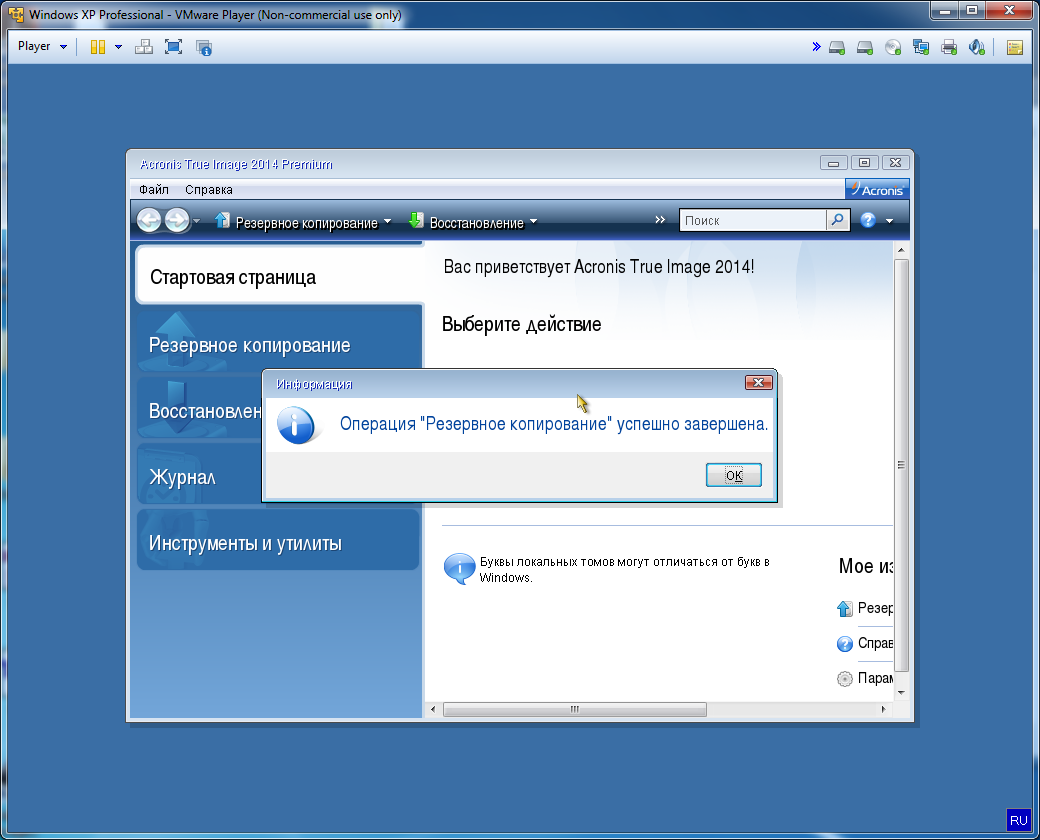 Windows XP Professional - VMware Player (Non-commercial use only)
Player
Acronis True Image 2014 Premium
Файл Справка
Acronis
Резервное копирование Восстановление Поиск
Стартовая страница
Резервное копирование
Восстановлен
Журнал
Инструменты и утилиты
Вас приветствует Acronis True Image 2014!
Выберите действие
Информация
Операция "Резервное копирование" успешно завершена.
OK
Буквы локальных томов могут отличаться от букв в
Windows.
Мое из
Резер
Справ
Парам
RU